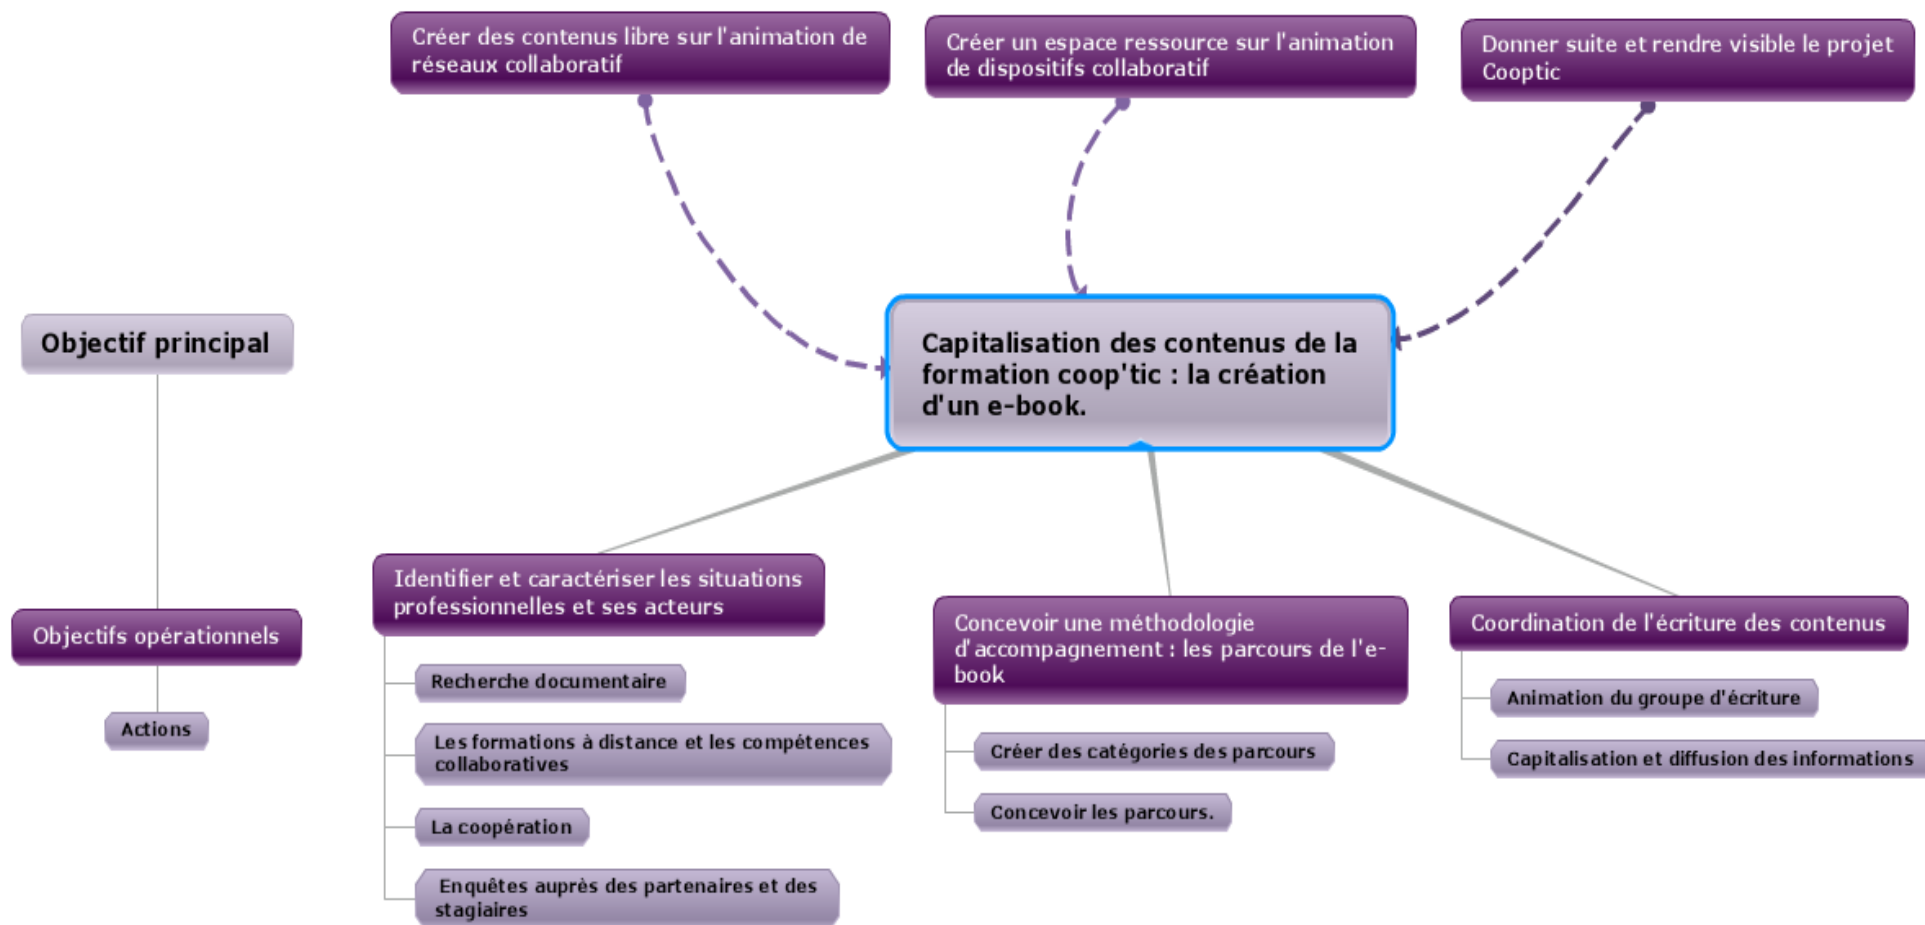 Créer des contenus libre sur l'animation de
réseaux collaboratif
Créer un espace ressource sur l'animation
de dispositifs collaboratif
Donner suite et rendre visible le projet
Cooptic
Objectif principal
Capitalisation des contenus de la
formation coop'tic : la création
d'un e-book.
Objectifs opérationnels
Actions
Identifier et caractériser les situations
professionnelles et ses acteurs
Recherche documentaire
Les formations à distance et les compétences
collaboratives
La coopération
Enquêtes auprès des partenaires et des
stagiaires
Concevoir une méthodologie
d'accompagnement : les parcours de l'e-
book
Créer des catégories des parcours
Concevoir les parcours.
Coordination de l'écriture des contenus
Animation du groupe d'écriture
Capitalisation et diffusion des informations